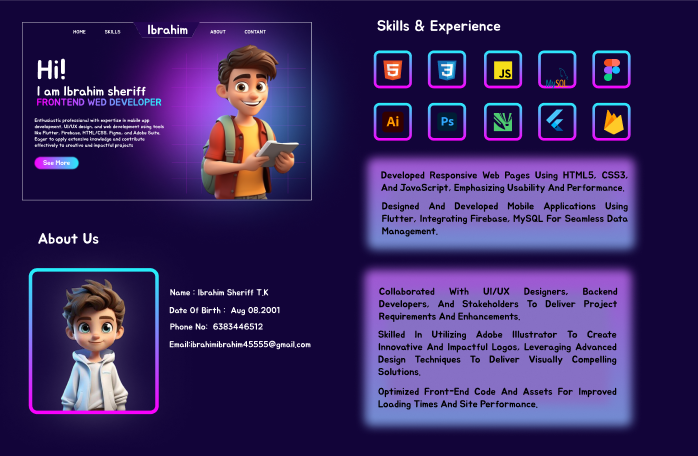 HOME SKILLS Ibrahim ABOUT CONTANT
Hi!
I am Ibrahim sheriff
FRONTEND WED DEVELOPER
Enthusiastic professional with expertise in mobile app
development, UI/UX design, and web development using tools
like Flutter, Firebase, HTML/CSS, Figma, and Adobe Suite.
Eager to apply extensive knowledge and contribute
effectively to creative and impactful projects
See More
About Us
Name : Ibrahim Sheriff T.K
Date Of Birth : Aug 08.2001
Phone No: 6383446512
Email:ibrahimibrahim45555@gmail.com
Skills & Experience
5 3 JS MySQL
Ai Ps
Developed Responsive Web Pages Using HTML5, CSS3,
And JavaScript, Emphasizing Usability And Performance.
Designed And Developed Mobile Applications Using
Flutter, Integrating Firebase, MySQL For Seamless Data
Management.
Collaborated With UI/UX Designers, Backend
Developers, And Stakeholders To Deliver Project
Requirements And Enhancements.
Skilled In Utilizing Adobe Illustrator To Create
Innovative And Impactful Logos, Leveraging Advanced
Design Techniques To Deliver Visually Compelling
Solutions.
Optimized Front-End Code And Assets For Improved
Loading Times And Site Performance.